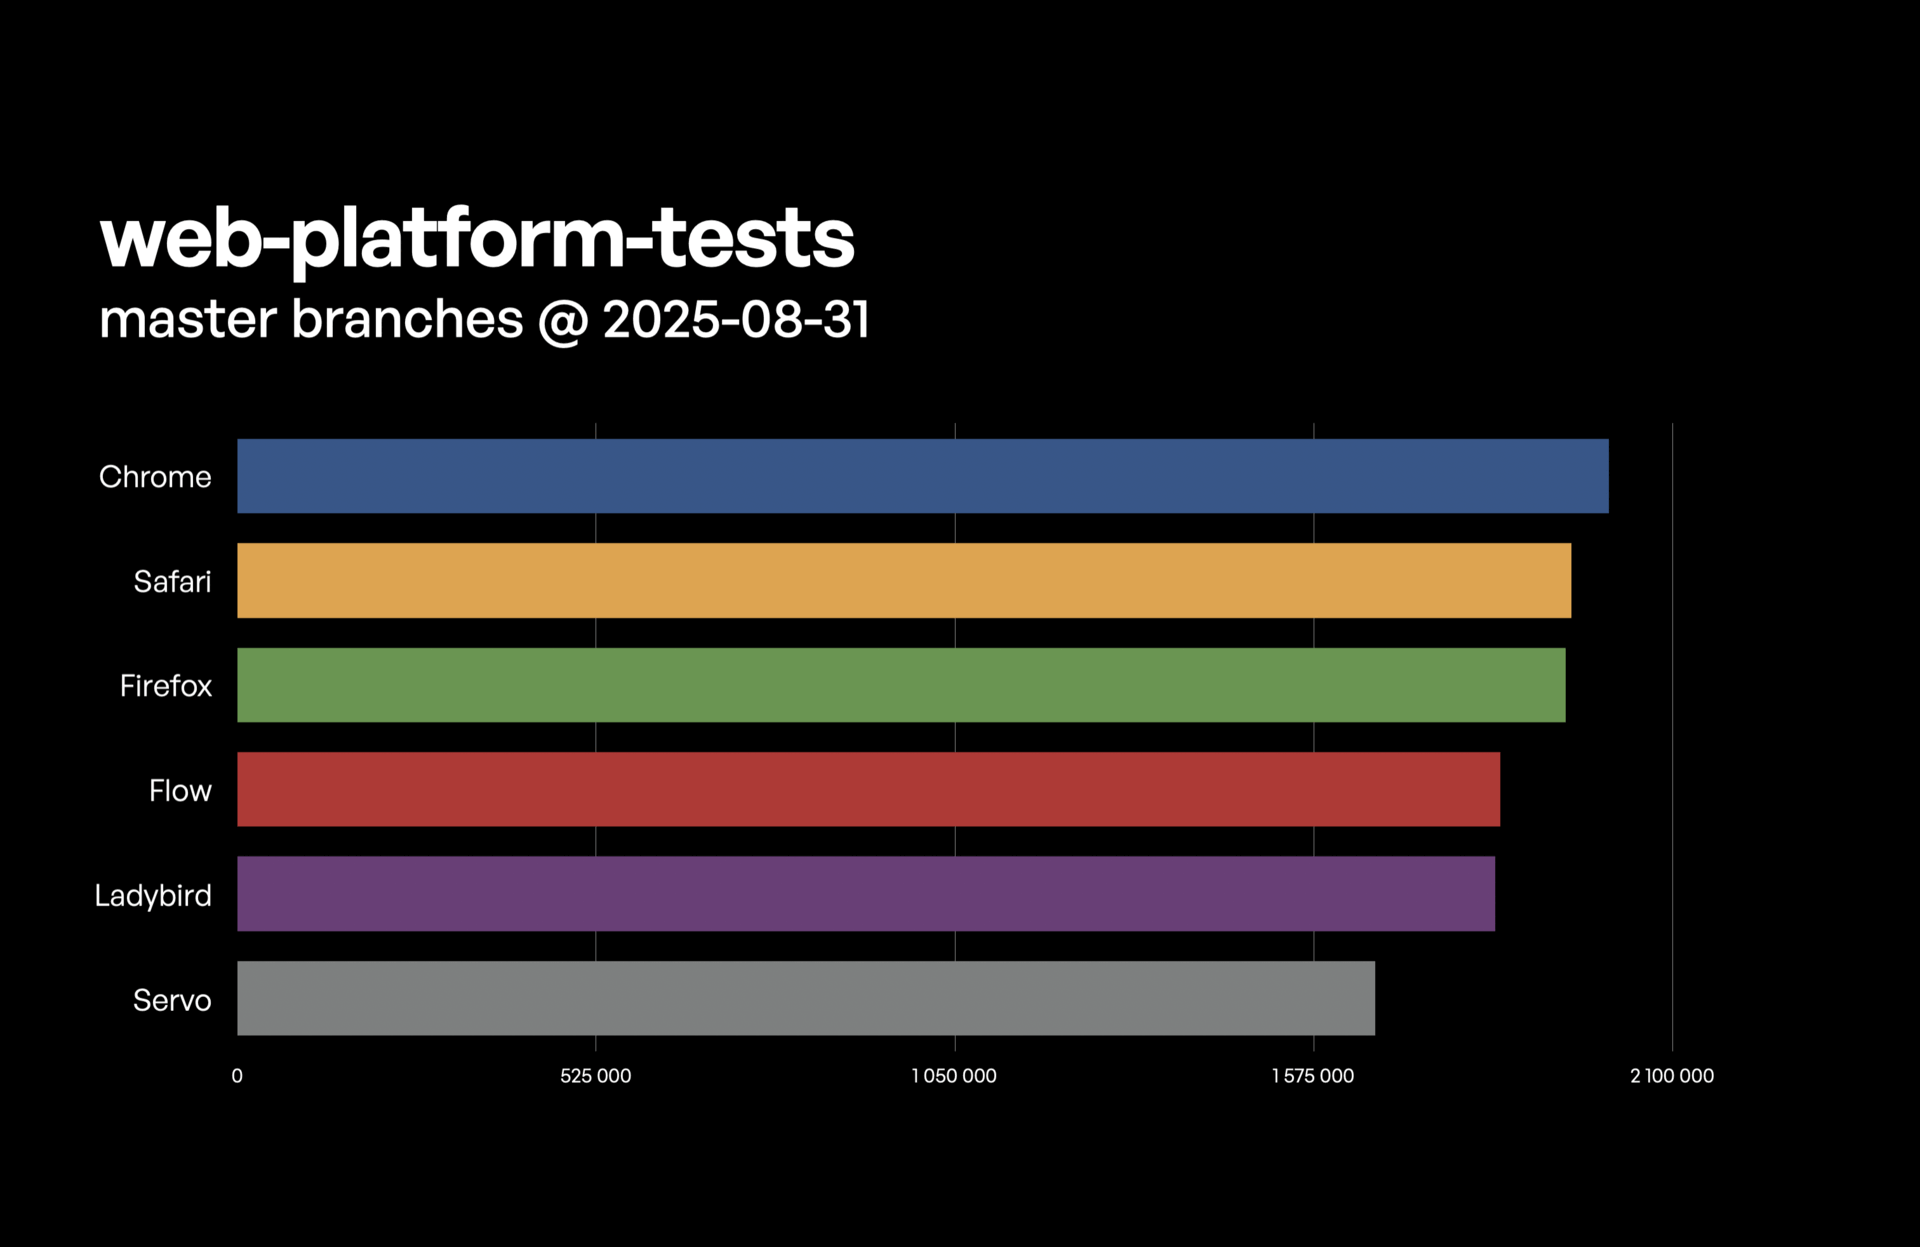 web-platform-tests
master branches @ 2025-08-31
Chrome
Safari
Firefox
Flow
Ladybird
Servo
0 525 000 1 050 000 1 575 000 2 100 000